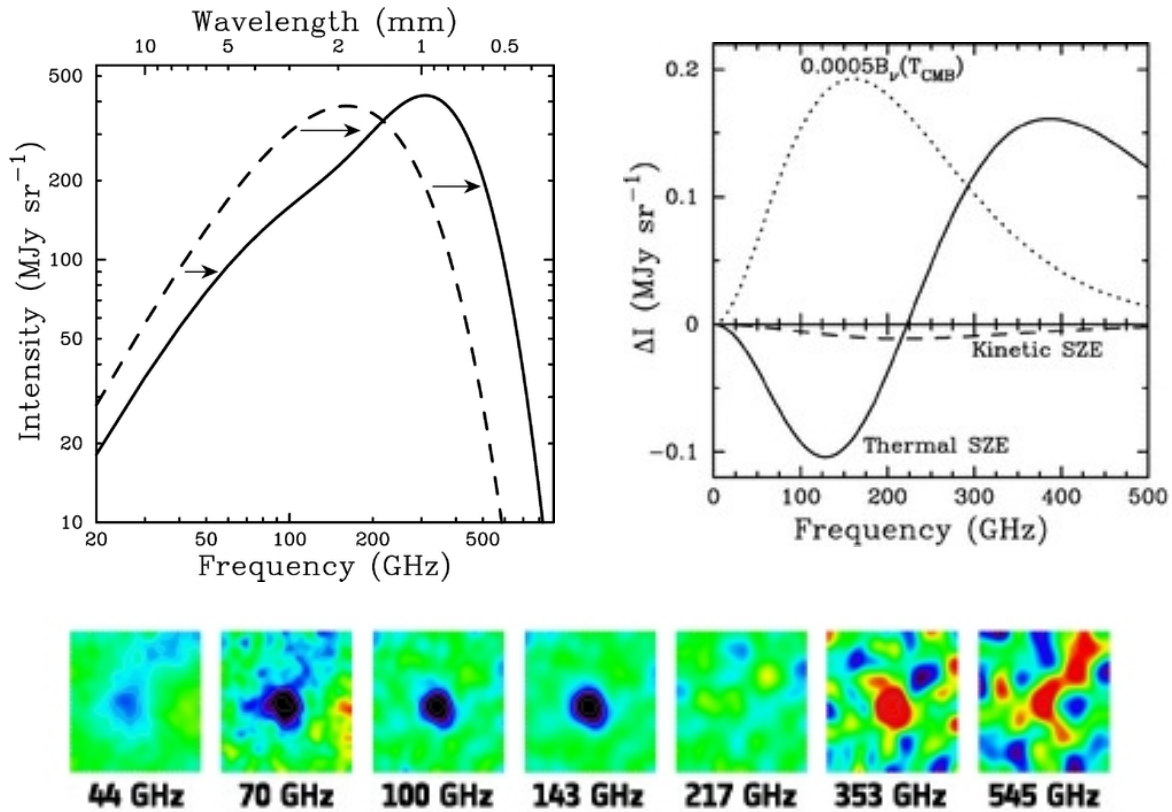 Wavelength (mm)
10 5 2 1 0.5
500
200
100
50
20
10
Intensity (MJy sr⁻¹)
20 50 100 200 500
Frequency (GHz)
0.2
0.1
0
−0.1
ΔI (MJy sr⁻¹)
0.0005Bν(TCMB)
Kinetic SZE
Thermal SZE
0 100 200 300 400 500
Frequency (GHz)
44 GHz 70 GHz 100 GHz 143 GHz 217 GHz 353 GHz 545 GHz